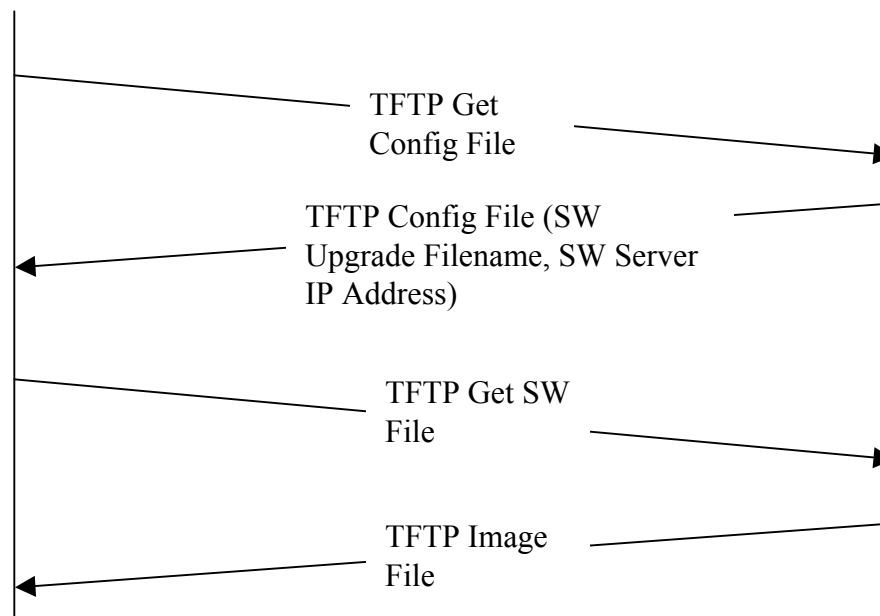 TFTP Get
Config File
TFTP Config File (SW
Upgrade Filename, SW Server
IP Address)
TFTP Get SW
File
TFTP Image
File